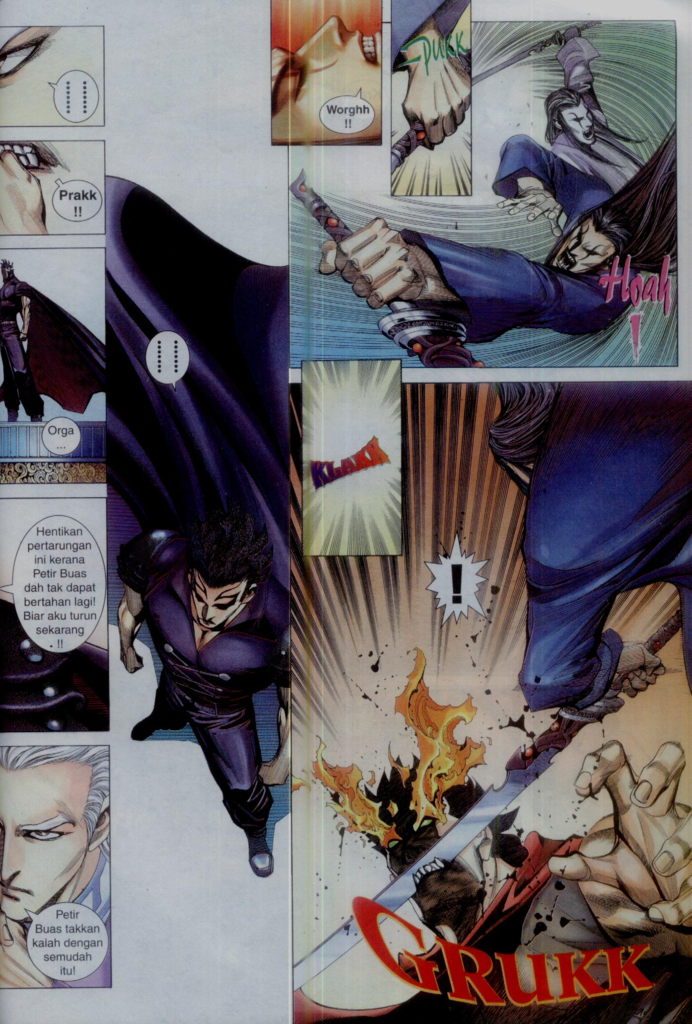 ......
......
Prakk
!!
Orga
...
Hentikan
pertarungan
ini kerana
Petir Buas
dah tak dapat
bertahan lagi!
Biar aku turun
sekarang
. !!
Petir
Buas takkan
kalah dengan
semudah
itu!
......
......
Worghh
!!
PUKK
Hoah
!
KLAKK
!
GRUKK